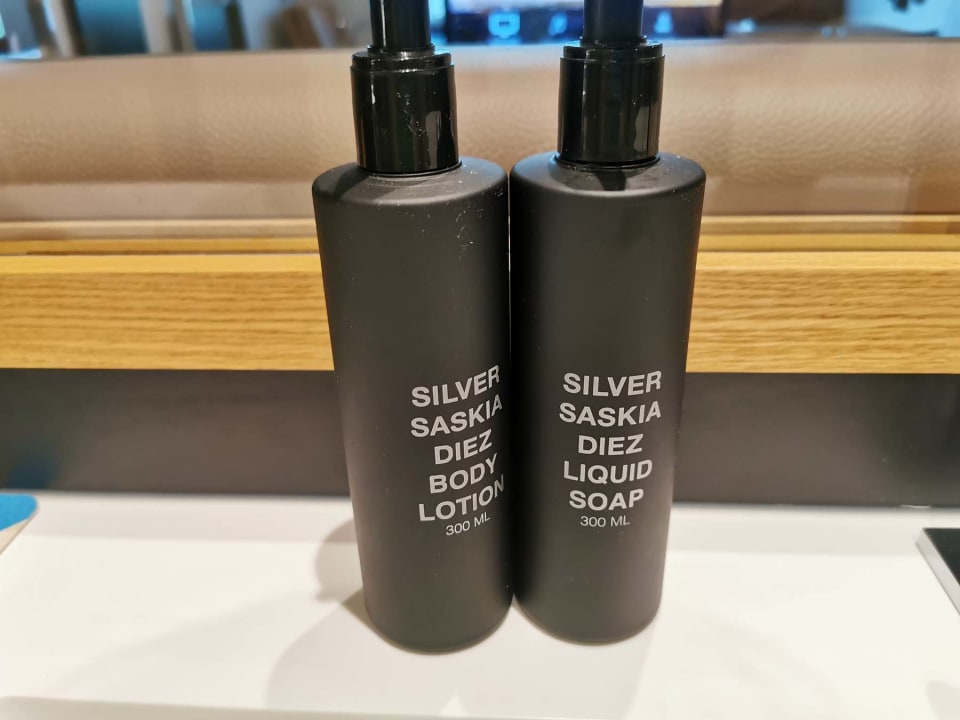 SILVER
SASKIA
DIEZ
BODY
LOTION
300 ML
SILVER
SASKIA
DIEZ
LIQUID
SOAP
300 ML